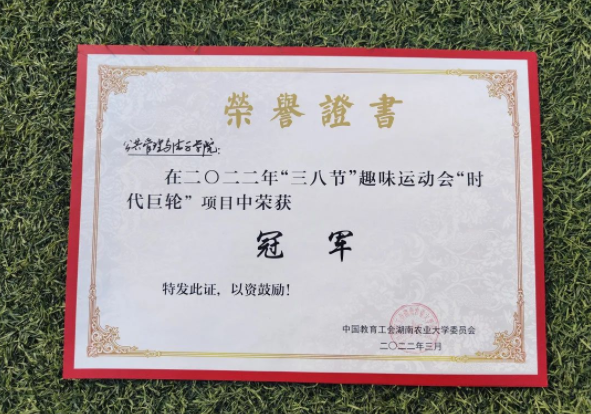 榮譽證書
公共管理与法学学院:
在二〇二二年“三八节”趣味运动会“时
代巨轮”项目中荣获
冠 军
特发此证，以资鼓励！
中国教育工会湖南农业大学委员会
二〇二二年三月